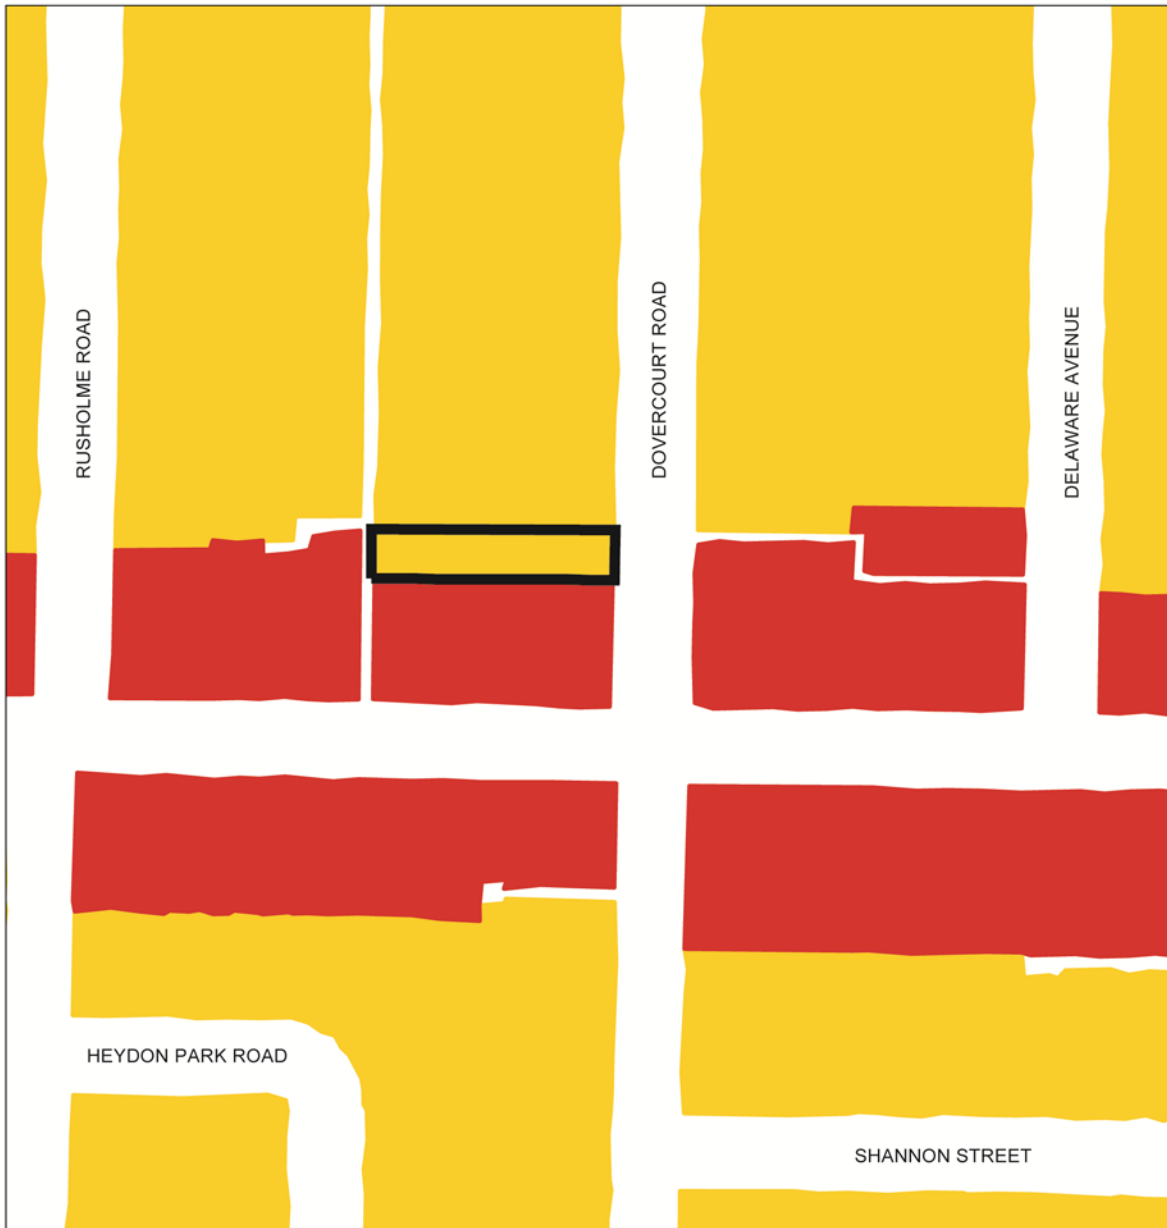 RUSHOLME ROAD
DOVERCOURT ROAD
DELAWARE AVENUE
HEYDON PARK ROAD
SHANNON STREET